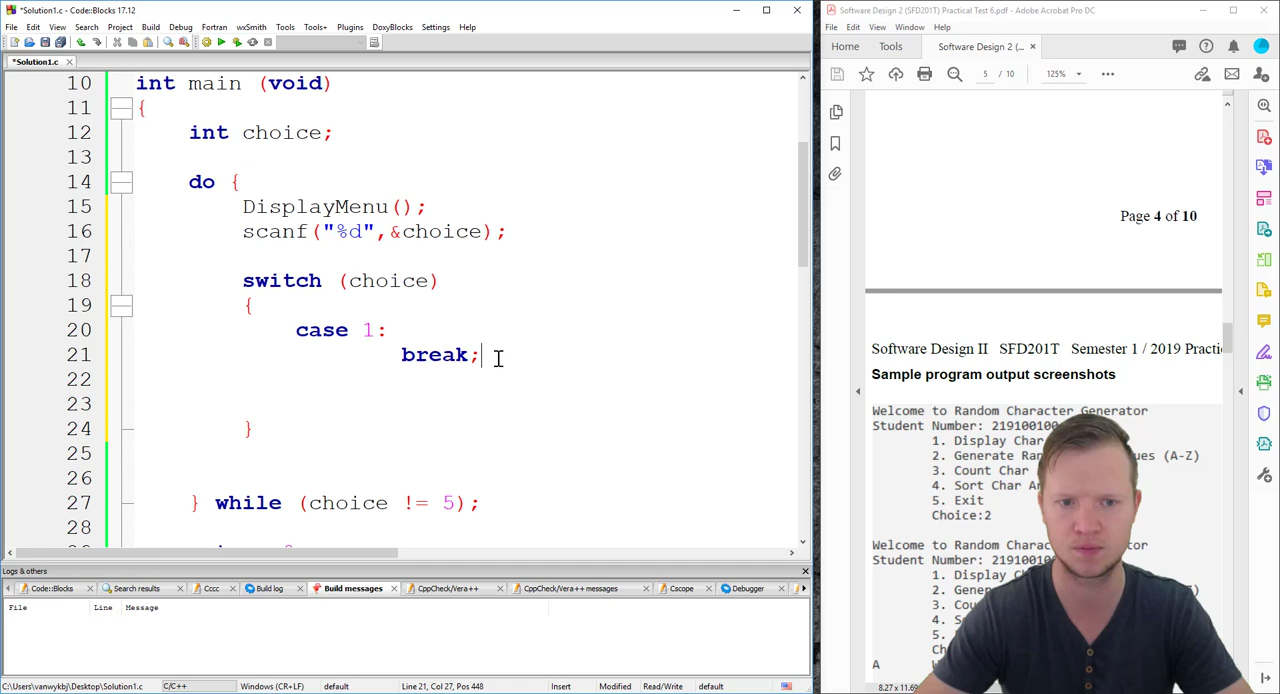 *Solution1.c - Code::Blocks 17.12
File Edit View Search Project Build Debug Fortran wxSmith Tools Tools+ Plugins DoxyBlocks Settings Help
*Solution1.c
10 int main (void)
11 {
12 int choice;
13
14 do {
15 DisplayMenu();
16 scanf("%d",&choice);
17
18 switch (choice)
19 {
20 case 1:
21 break;
22
23
24 }
25
26
27 } while (choice != 5);
28
Logs & others
Code::Blocks Search results Cccc Build log Build messages CppCheck/Vera++ CppCheck/Vera++ messages Cscope Debugger
File Line Message
C:\Users\vanwykbj\Desktop\Solution1.c C/C++ Windows (CR+LF) default Line 21, Col 27, Pos 448 Insert Modified Read/Write default
Software Design 2 (SFD201T) Practical Test 6.pdf - Adobe Acrobat Pro DC
File Edit View Window Help
Home Tools Software Design 2 (...
5 / 10 125%
Page 4 of 10
Software Design II SFD201T Semester 1 / 2019 Practi
Sample program output screenshots
Welcome to Random Character Generator
Student Number: 219100100
1. Display Char
2. Generate Ran ues (A-Z)
3. Count Char
4. Sort Char Ar
5. Exit
Choice:2
Welcome to Random Cha tor
Student Number: 21910
1. Display C
2. Gene )
3. Cou
4. S
5.
Ch
A
8.27 x 11.69